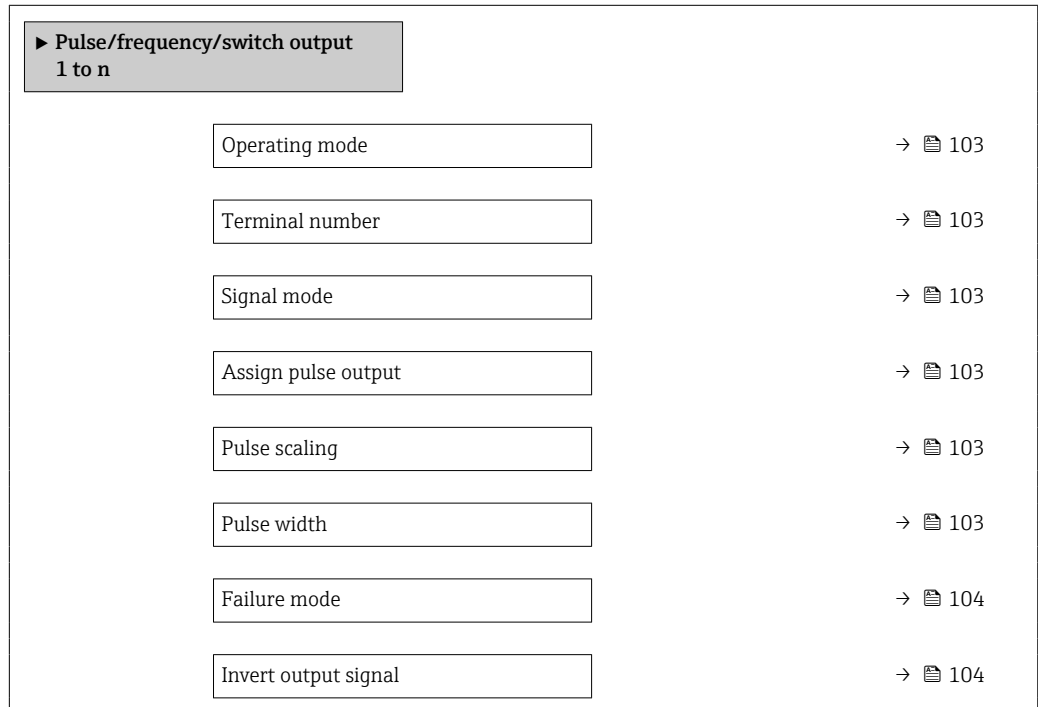 ► Pulse/frequency/switch output
1 to n
Operating mode → 103
Terminal number → 103
Signal mode → 103
Assign pulse output → 103
Pulse scaling → 103
Pulse width → 103
Failure mode → 104
Invert output signal → 104